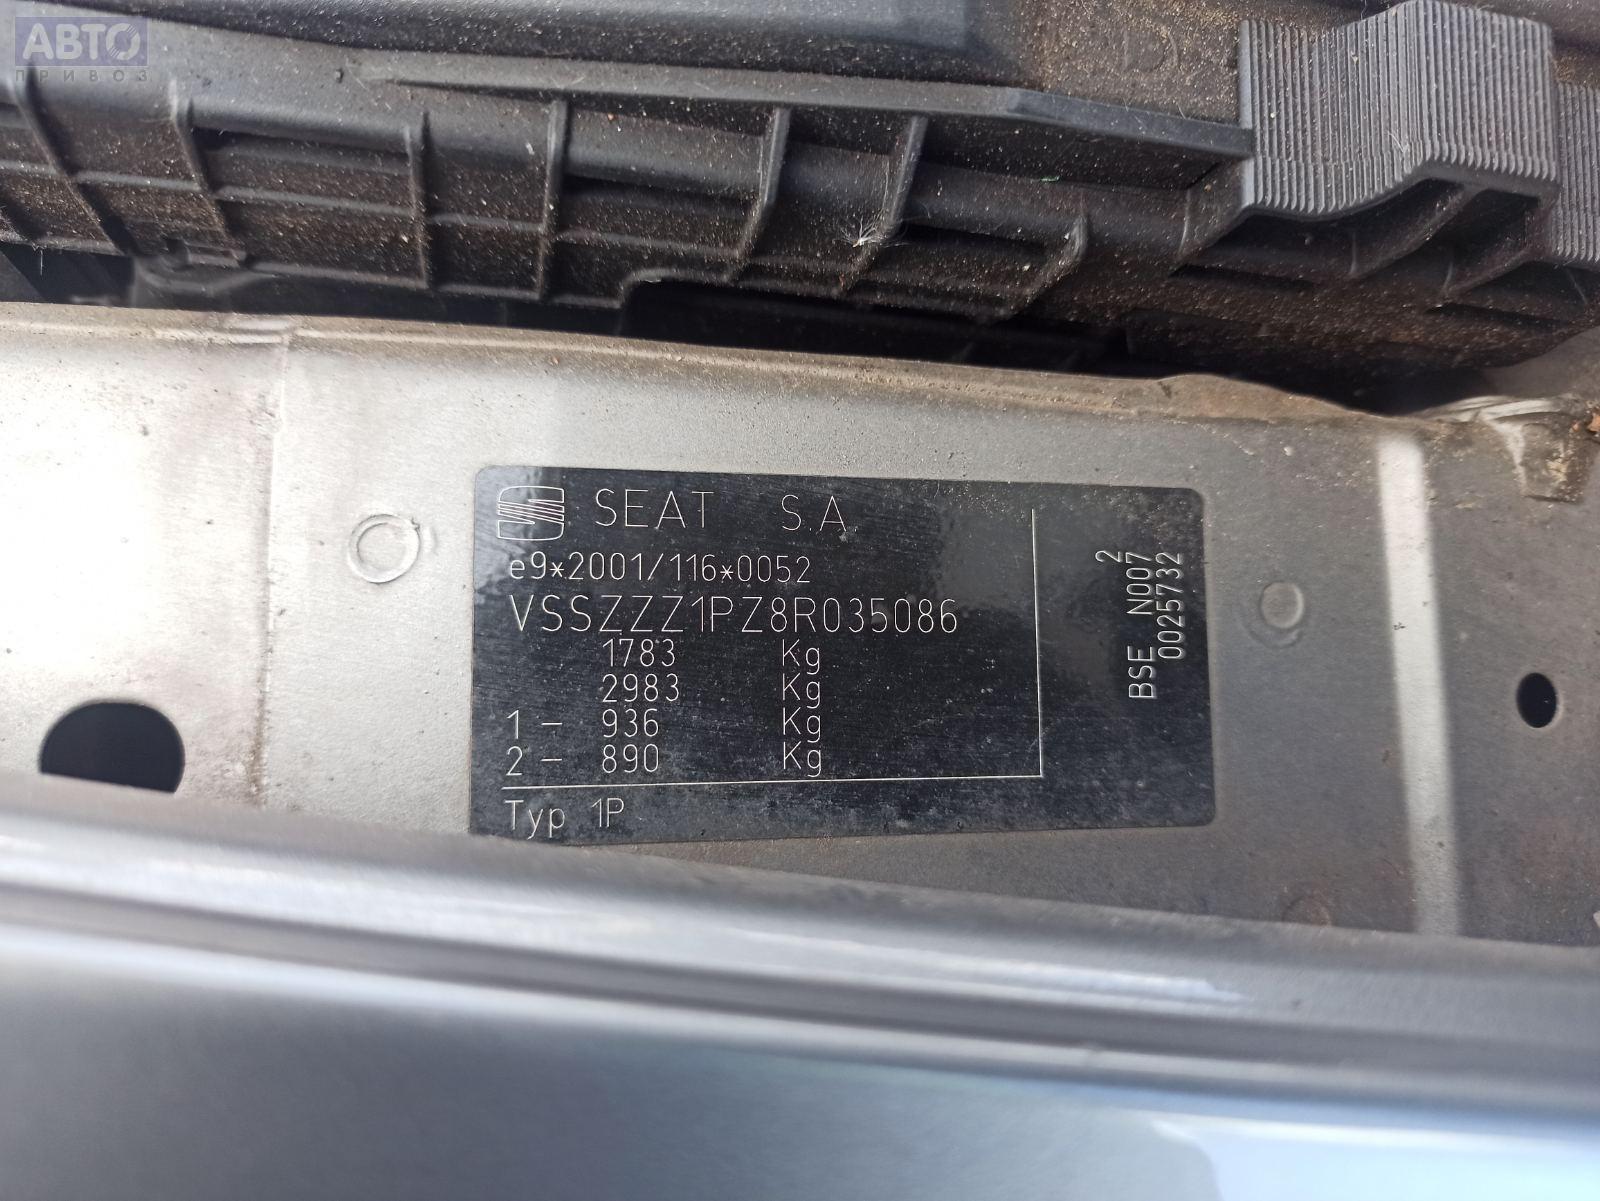 АВТО
ПРИВОЗ
SEAT S.A.
e9*2001/116*0052
VSSZZZ1PZ8R035086
1783 Kg
2983 Kg
1 - 936 Kg
2 - 890 Kg
Typ 1P
2
BSE N007
0025732